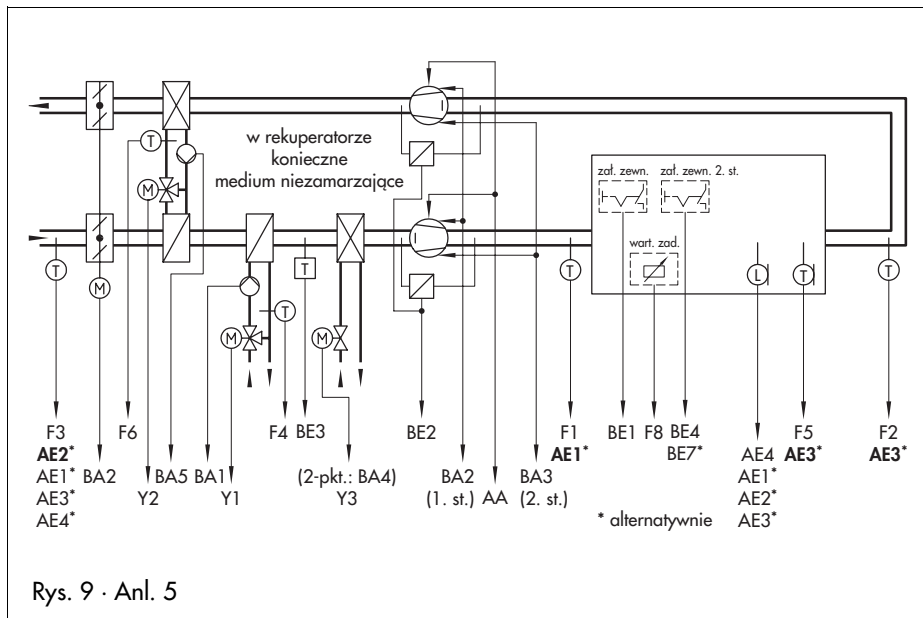 w rekuperatorze
konieczne
medium niezamarzające
zał. zewn. zał. zewn. 2. st.
wart. zad.
I
I
T
M
T
M
T
M
T
M
T
L
T
T
F3 F6 F4 BE3 BE2 F1 BE1 F8 BE4 F5 F2
AE2* AE1* BE7* AE4 AE3* AE3*
AE1* BA2 BA5 BA1 (2-pkt.: BA4) BA2 BA3 AE1*
AE3* Y2 Y1 Y3 (1. st.) AA (2. st.) AE2*
AE4* * alternatywnie AE3*
Rys. 9 · Anl. 5